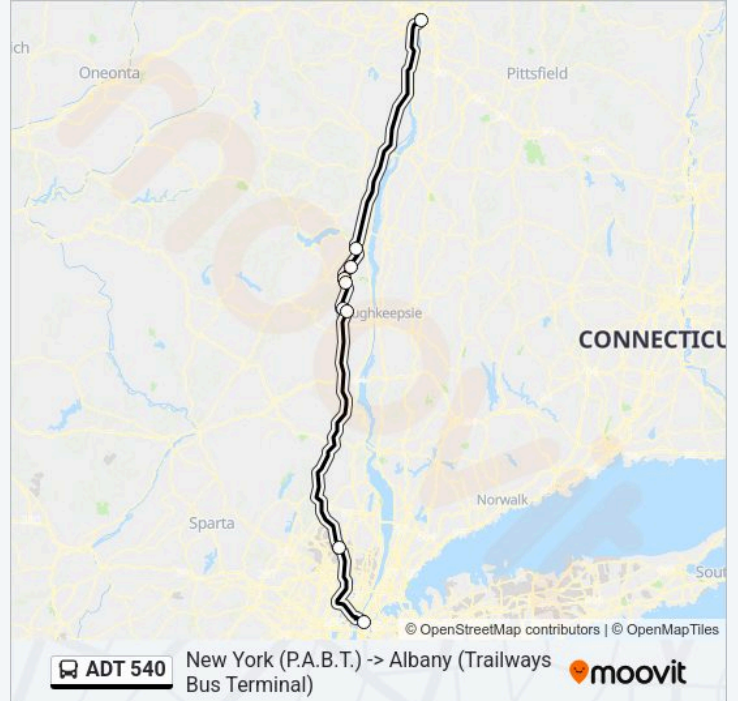 ich
Oneonta
Pittsfield
moovit
ughkeepsie
CONNECTICU
Norwalk
Sparta
Sout
© OpenStreetMap contributors | © OpenMapTiles
ADT 540
New York (P.A.B.T.) -> Albany (Trailways
Bus Terminal)
moovit